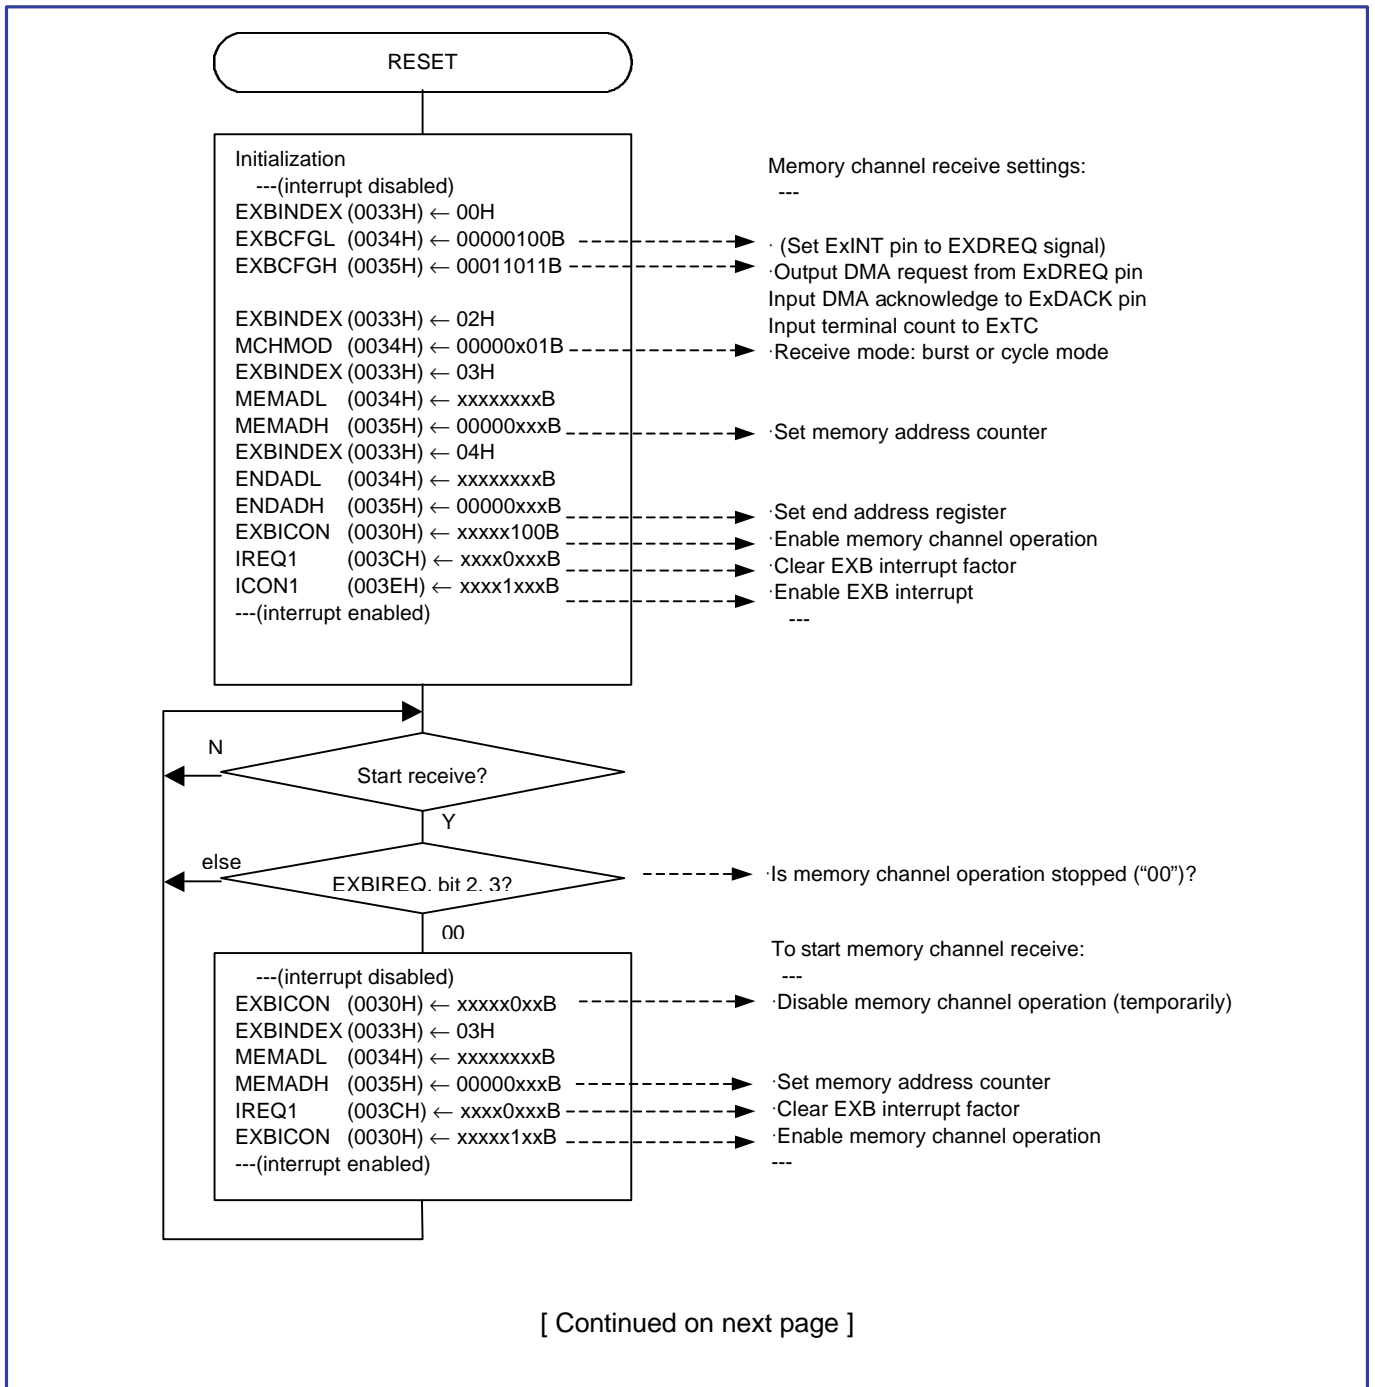 RESET
Initialization
---(interrupt disabled)
EXBINDEX (0033H) ← 00H
EXBCFGL (0034H) ← 00000100B
EXBCFGH (0035H) ← 00011011B
EXBINDEX (0033H) ← 02H
MCHMOD (0034H) ← 00000x01B
EXBINDEX (0033H) ← 03H
MEMADL (0034H) ← xxxxxxxxB
MEMADH (0035H) ← 00000xxxB
EXBINDEX (0033H) ← 04H
ENDADL (0034H) ← xxxxxxxxB
ENDADH (0035H) ← 00000xxxB
EXBICON (0030H) ← xxxxx100B
IREQ1 (003CH) ← xxxx0xxxB
ICON1 (003EH) ← xxxx1xxxB
---(interrupt enabled)
Memory channel receive settings:
---
· (Set ExINT pin to EXDREQ signal)
·Output DMA request from ExDREQ pin
Input DMA acknowledge to ExDACK pin
Input terminal count to ExTC
·Receive mode: burst or cycle mode
·Set memory address counter
·Set end address register
·Enable memory channel operation
·Clear EXB interrupt factor
·Enable EXB interrupt
---
N
Start receive?
Y
else
EXBIREQ, bit 2, 3?
·Is memory channel operation stopped (“00”)?
00
---(interrupt disabled)
EXBICON (0030H) ← xxxxx0xxB
EXBINDEX (0033H) ← 03H
MEMADL (0034H) ← xxxxxxxxB
MEMADH (0035H) ← 00000xxxB
IREQ1 (003CH) ← xxxx0xxxB
EXBICON (0030H) ← xxxxx1xxB
---(interrupt enabled)
To start memory channel receive:
---
·Disable memory channel operation (temporarily)
·Set memory address counter
·Clear EXB interrupt factor
·Enable memory channel operation
---
[ Continued on next page ]